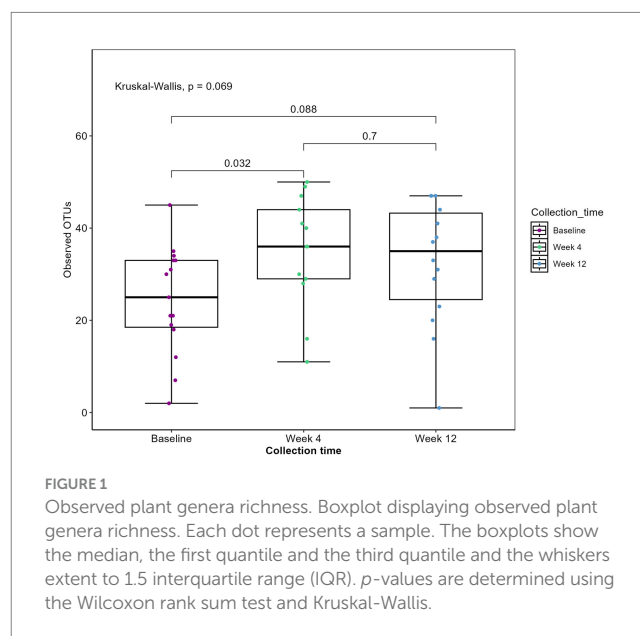 Kruskal-Wallis, p = 0.069
0.088
0.7
0.032
60
40
20
0
Observed OTUs
Baseline
Week 4
Week 12
Collection time
Collection_time
Baseline
Week 4
Week 12
FIGURE 1
Observed plant genera richness. Boxplot displaying observed plant
genera richness. Each dot represents a sample. The boxplots show
the median, the first quantile and the third quantile and the whiskers
extent to 1.5 interquartile range (IQR). p-values are determined using
the Wilcoxon rank sum test and Kruskal-Wallis.